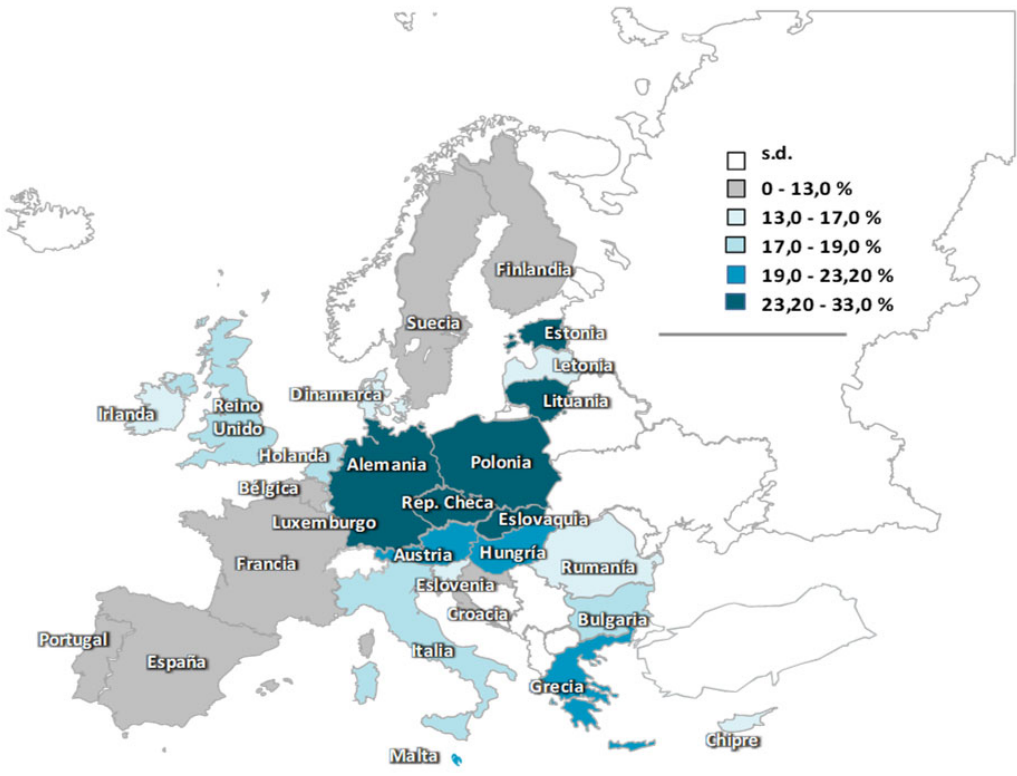 s.d.
0 - 13,0 %
13,0 - 17,0 %
17,0 - 19,0 %
19,0 - 23,20 %
23,20 - 33,0 %
Finlandia
Suecia
Estonia
Letonia
Dinamarca
Lituania
Irlanda
Reino
Unido
Holanda
Alemania
Polonia
Bélgica
Rep. Checa
Luxemburgo
Eslovaquia
Austria
Hungría
Francia
Rumanía
Eslovenia
Croacia
Bulgaria
Portugal
España
Italia
Grecia
Chipre
Malta